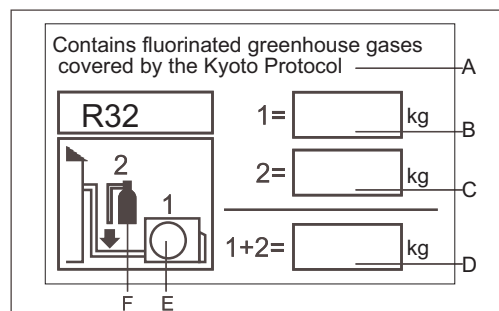 Contains fluorinated greenhouse gases
covered by the Kyoto Protocol
A
R32
1= kg
B
2
2= kg
C
1
1+2= kg
D
F E